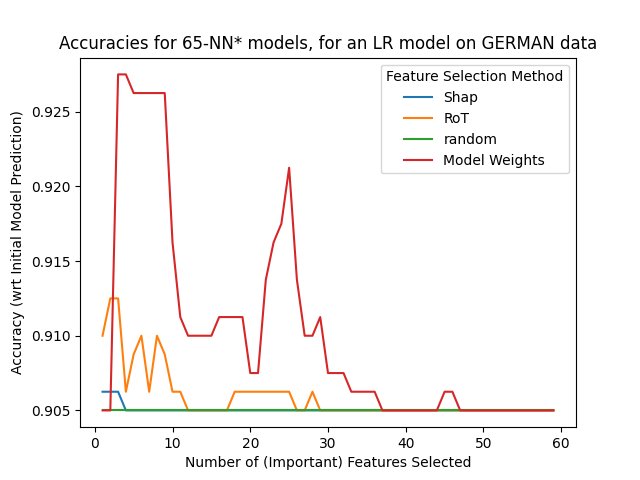 Accuracies for 65-NN* models, for an LR model on GERMAN data
Accuracy (wrt Initial Model Prediction)
0.925
0.920
0.915
0.910
0.905
Feature Selection Method
Shap
RoT
random
Model Weights
0 10 20 30 40 50 60
Number of (Important) Features Selected